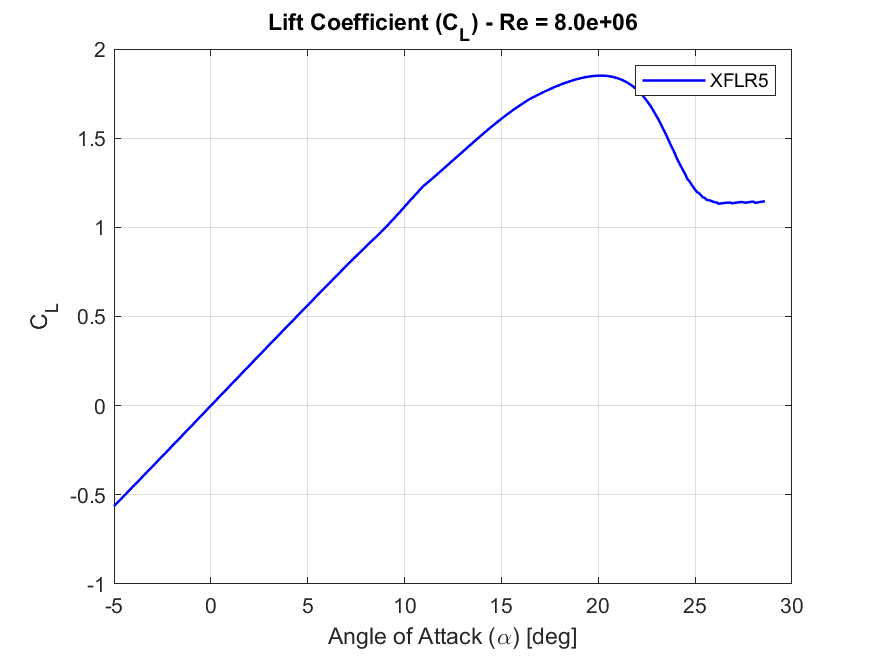 Lift Coefficient (C_L) - Re = 8.0e+06
2
XFLR5
1.5
1
0.5
C_L
0
-0.5
-1
-5 0 5 10 15 20 25 30
Angle of Attack (α) [deg]